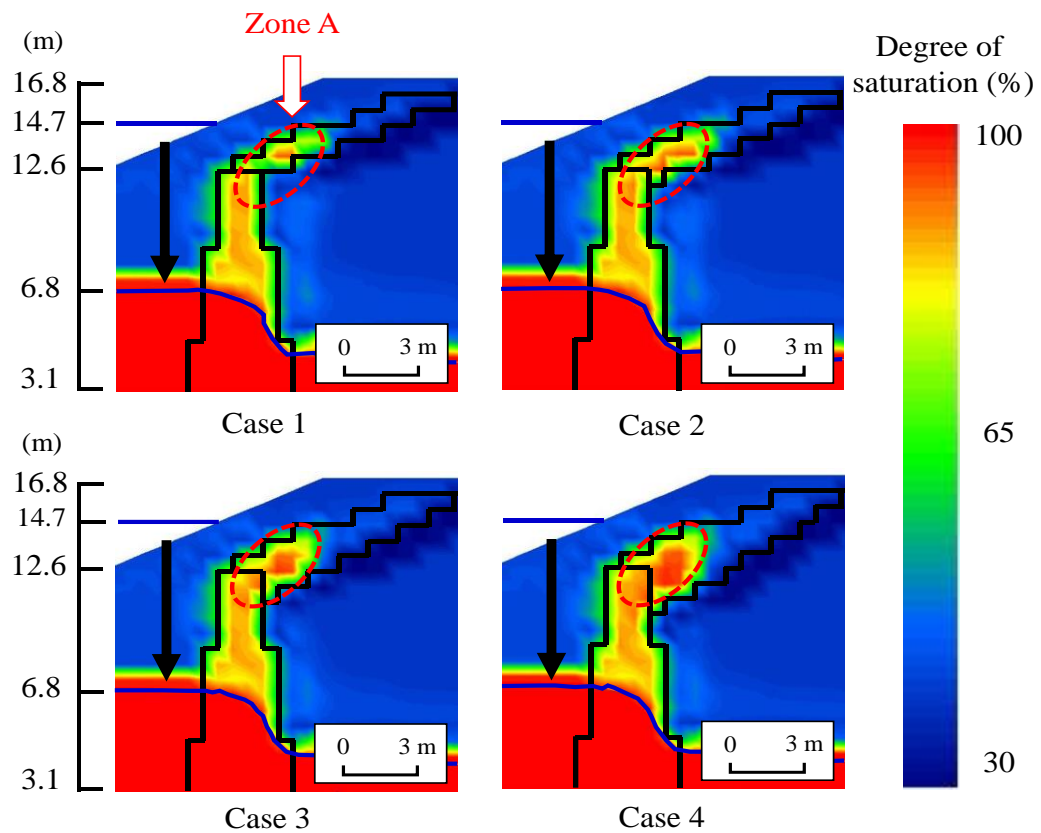 Zone A
(m)
16.8
14.7
12.6
6.8
3.1
0 3 m
0 3 m
Case 1
Case 2
Degree of
saturation (%)
100
65
30
(m)
16.8
14.7
12.6
6.8
3.1
0 3 m
0 3 m
Case 3
Case 4